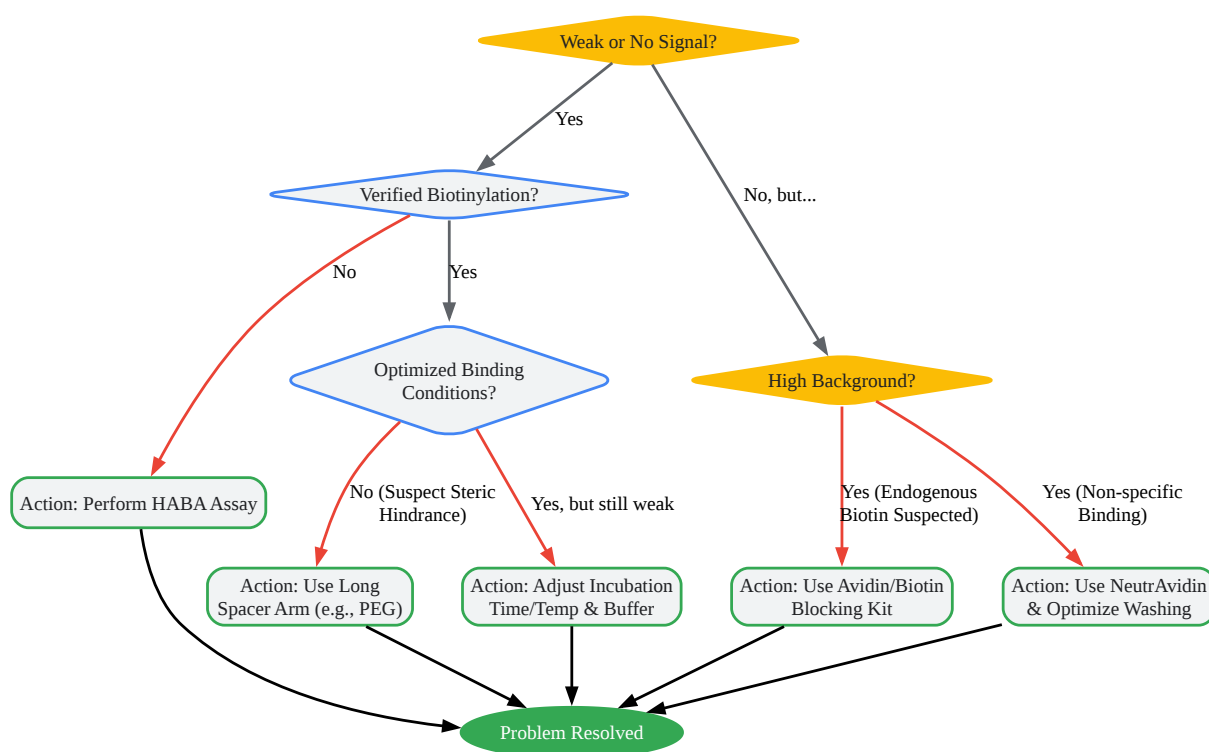 Weak or No Signal?
Yes
Verified Biotinylation?
No, but...
No
Yes
Optimized Binding
Conditions?
High Background?
Action: Perform HABA Assay
No (Suspect Steric
Hindrance)
Yes, but still weak
Yes (Endogenous
Biotin Suspected)
Yes (Non-specific
Binding)
Action: Use Long
Spacer Arm (e.g., PEG)
Action: Adjust Incubation
Time/Temp & Buffer
Action: Use Avidin/Biotin
Blocking Kit
Action: Use NeutrAvidin
& Optimize Washing
Problem Resolved